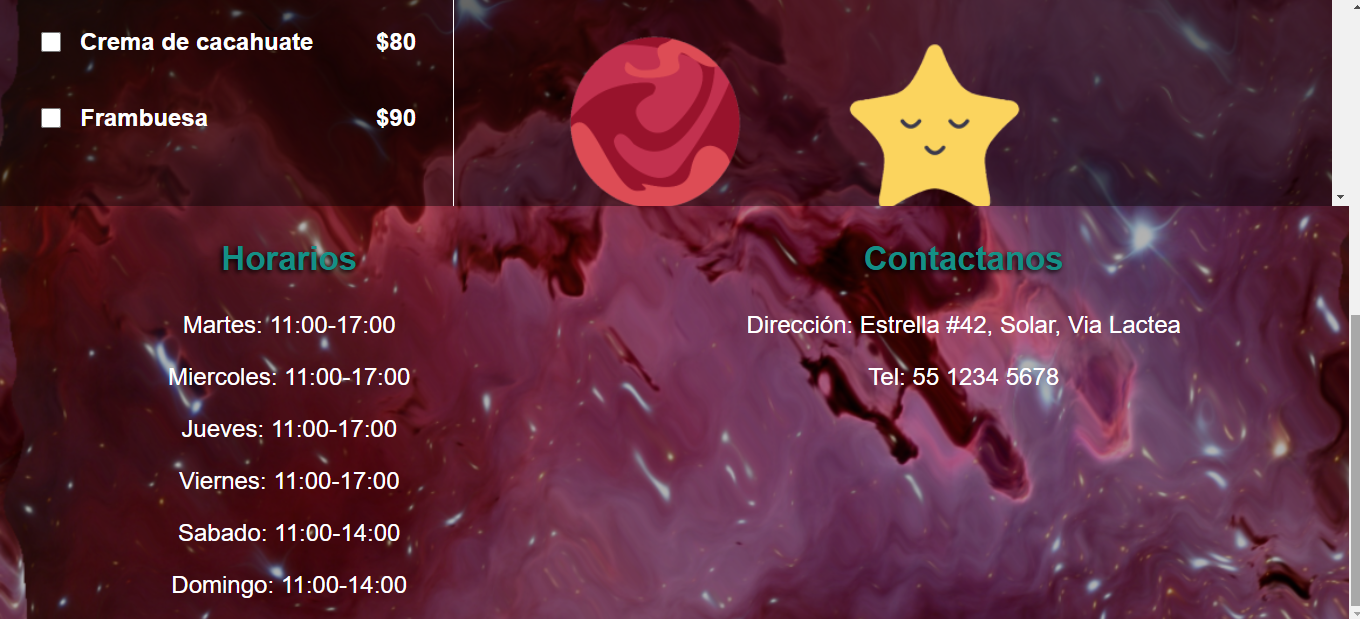 Crema de cacahuate $80
Frambuesa $90
Horarios
Martes: 11:00-17:00
Miercoles: 11:00-17:00
Jueves: 11:00-17:00
Viernes: 11:00-17:00
Sabado: 11:00-14:00
Domingo: 11:00-14:00
Contactanos
Dirección: Estrella #42, Solar, Via Lactea
Tel: 55 1234 5678